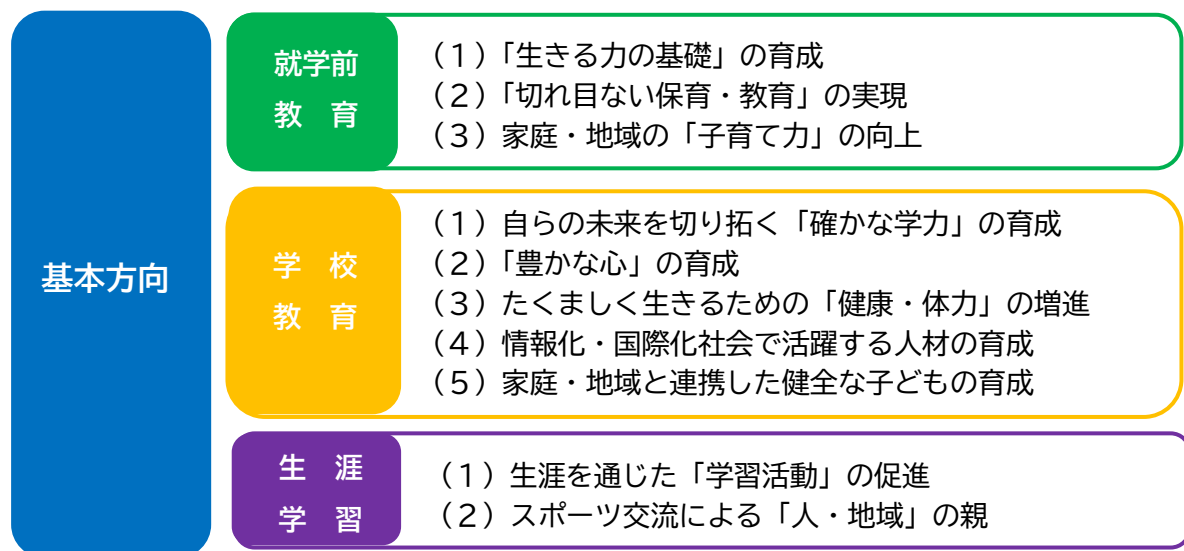 基本方向
就学前
教　育
（１）「生きる力の基礎」の育成
（２）「切れ目ない保育・教育」の実現
（３）家庭・地域の「子育て力」の向上
学　校
教　育
（１）自らの未来を切り拓く「確かな学力」の育成
（２）「豊かな心」の育成
（３）たくましく生きるための「健康・体力」の増進
（４）情報化・国際化社会で活躍する人材の育成
（５）家庭・地域と連携した健全な子どもの育成
生　涯
学　習
（１）生涯を通じた「学習活動」の促進
（２）スポーツ交流による「人・地域」の親